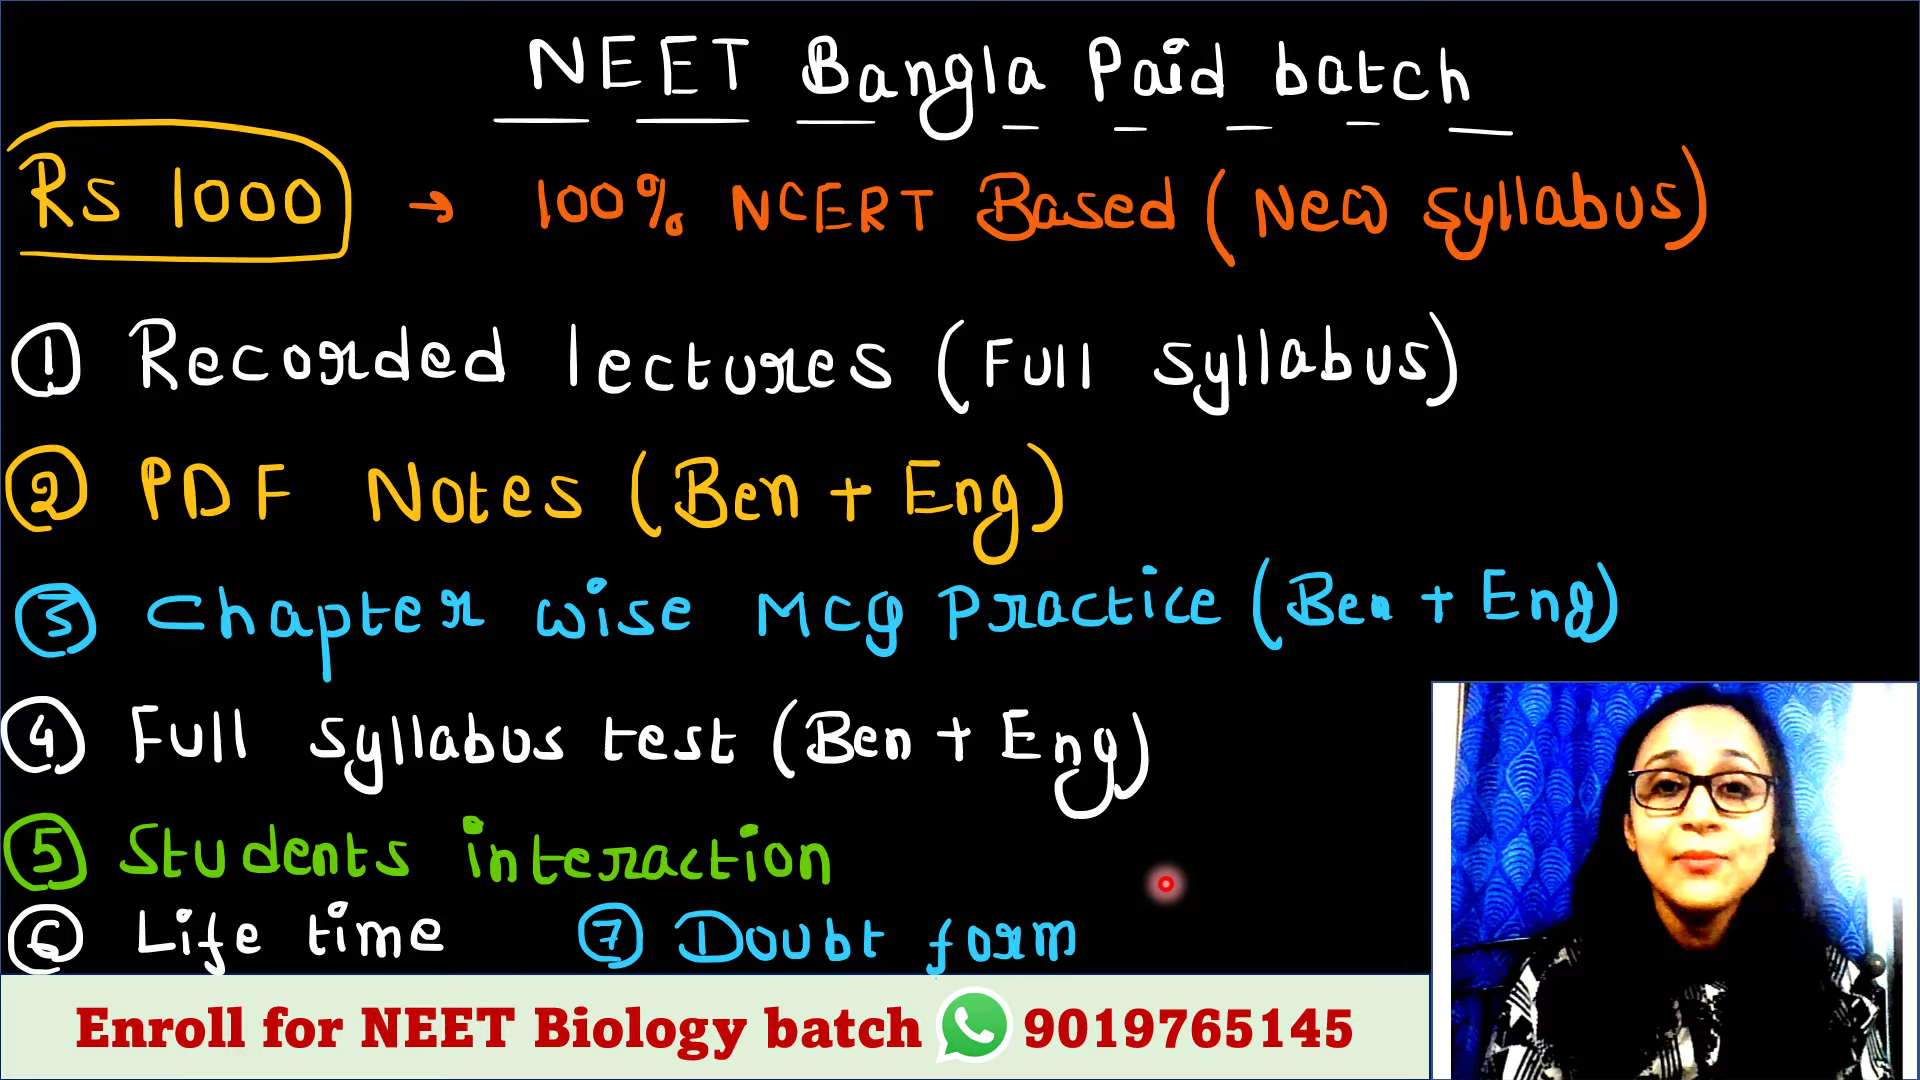 NEET Bangla Paid batch
Rs 1000 → 100% NCERT Based (New syllabus)
① Recorded lectures (Full syllabus)
② PDF Notes (Ben + Eng)
③ Chapter wise Mcq Practice (Ben + Eng)
④ Full syllabus test (Ben + Eng)
⑤ Students interaction
⑥ Life time ⑦ Doubt form
Enroll for NEET Biology batch 9019765145